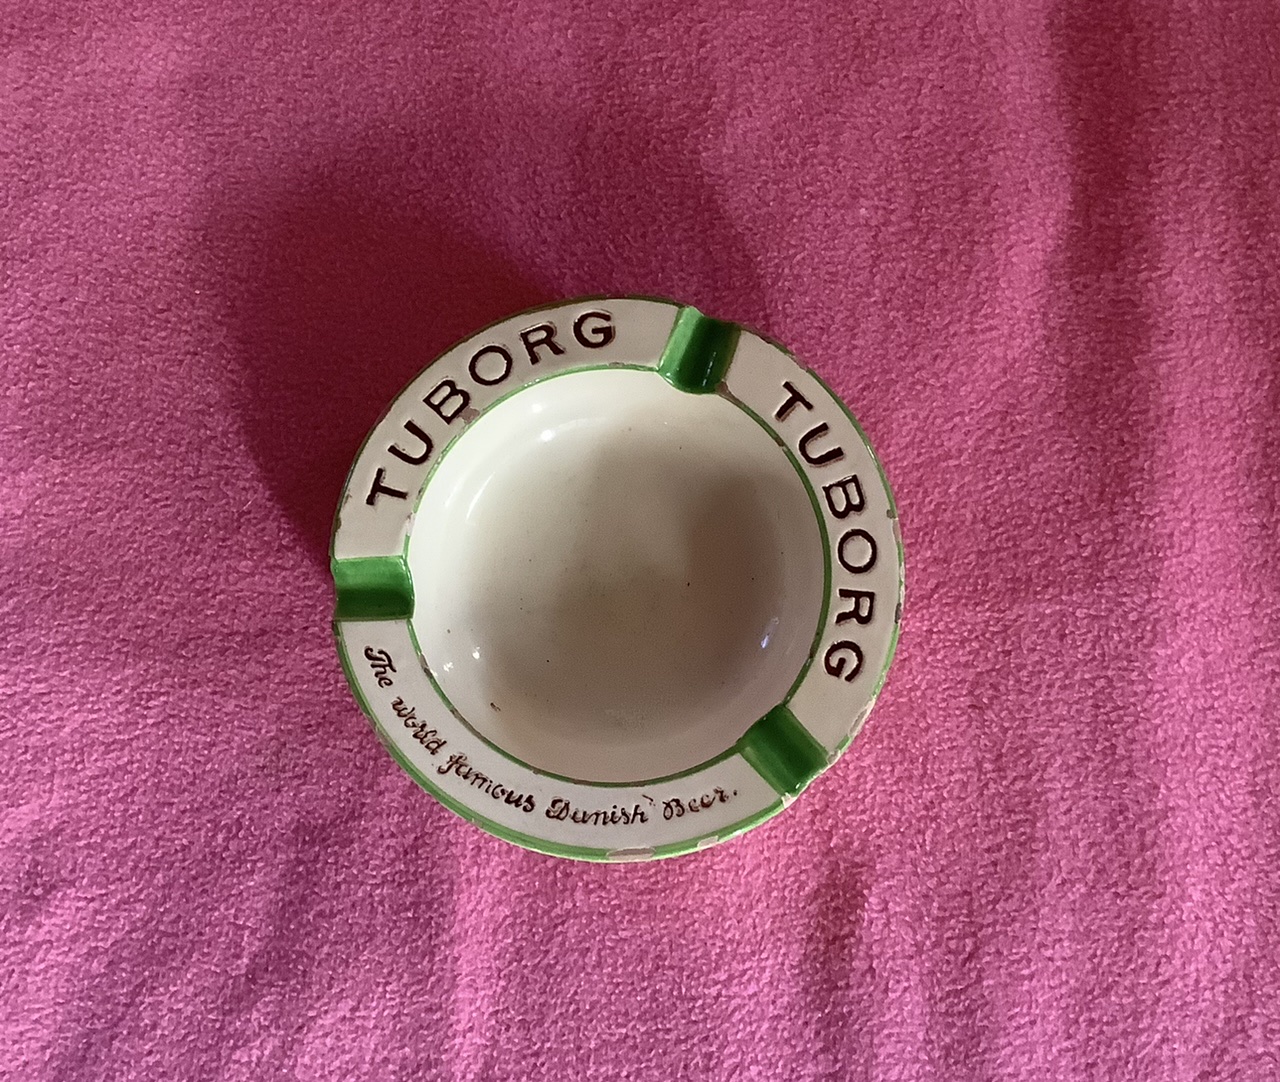 TUBORG
TUBORG
The world famous Danish Beer.